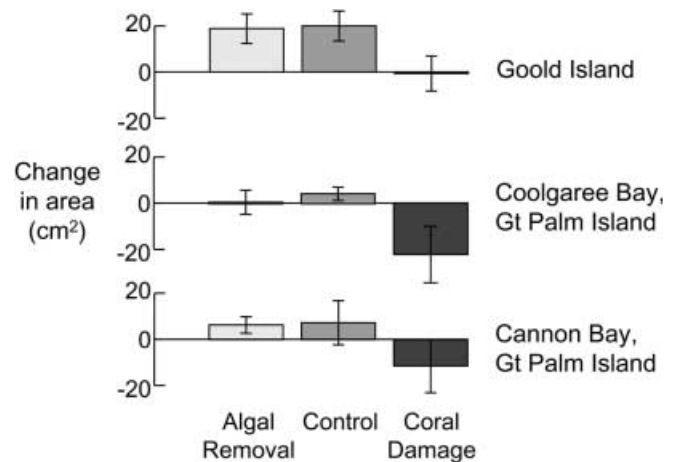 20
0
-20
Goold Island
Change
in area
(cm²)
20
0
-20
Coolgaree Bay,
Gt Palm Island
20
0
-20
Cannon Bay,
Gt Palm Island
Algal
Removal
Control
Coral
Damage